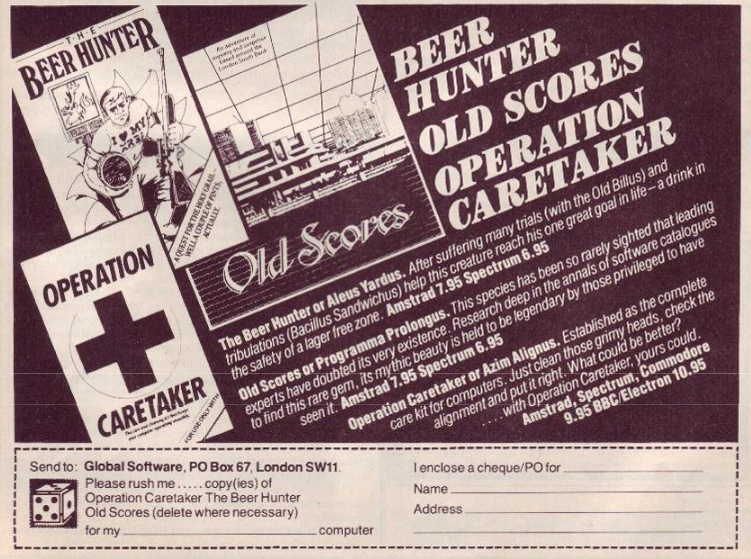 THE
BEER HUNTER
I ♥ MY
A QUEST FOR THE HOLY GRAIL..
WELL A COUPLE OF PINTS,
ACTUALLY.
An adventure of
mystery and suspense
based around the
London South Bank
Old Scores
OPERATION
CARETAKER
FOR USE ONLY WITH
BEER
HUNTER
OLD SCORES
OPERATION
CARETAKER
The Beer Hunter or Aleus Yardus. After suffering many trials (with the Old Billus) and
tribulations (Bacillus Sandwichus) help this creature reach his one great goal in life – a drink in
the safety of a lager free zone. Amstrad 7.95 Spectrum 6.95
Old Scores or Programma Prolongus. This species has been so rarely sighted that leading
experts have doubted its very existence. Research deep in the annals of software catalogues
to find this rare gem, its mythic beauty is held to be legendary by those privileged to have
seen it. Amstrad 7.95 Spectrum 6.95
Operation Caretaker or Azim Alignus. Established as the complete
care kit for computers. Just clean those grimy heads, check the
alignment and put it right. What could be better?
.... with Operation Caretaker, yours could.
Amstrad, Spectrum, Commodore
9.95 BBC/Electron 10.95
Send to: Global Software, PO Box 67, London SW11.
Please rush me ..... copy(ies) of
Operation Caretaker The Beer Hunter
Old Scores (delete where necessary)
for my computer
I enclose a cheque/PO for
Name
Address